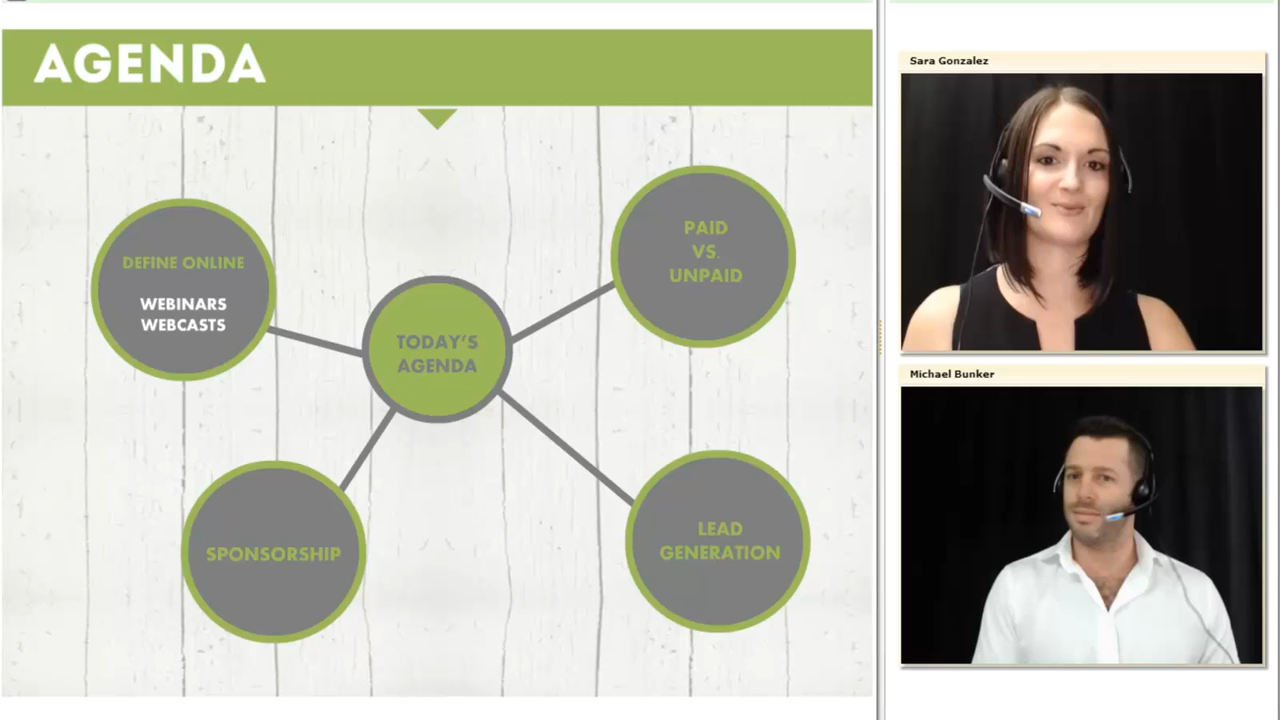 AGENDA
DEFINE ONLINE
WEBINARS
WEBCASTS
PAID
VS.
UNPAID
TODAY'S
AGENDA
SPONSORSHIP
LEAD
GENERATION
Sara Gonzalez
Michael Bunker